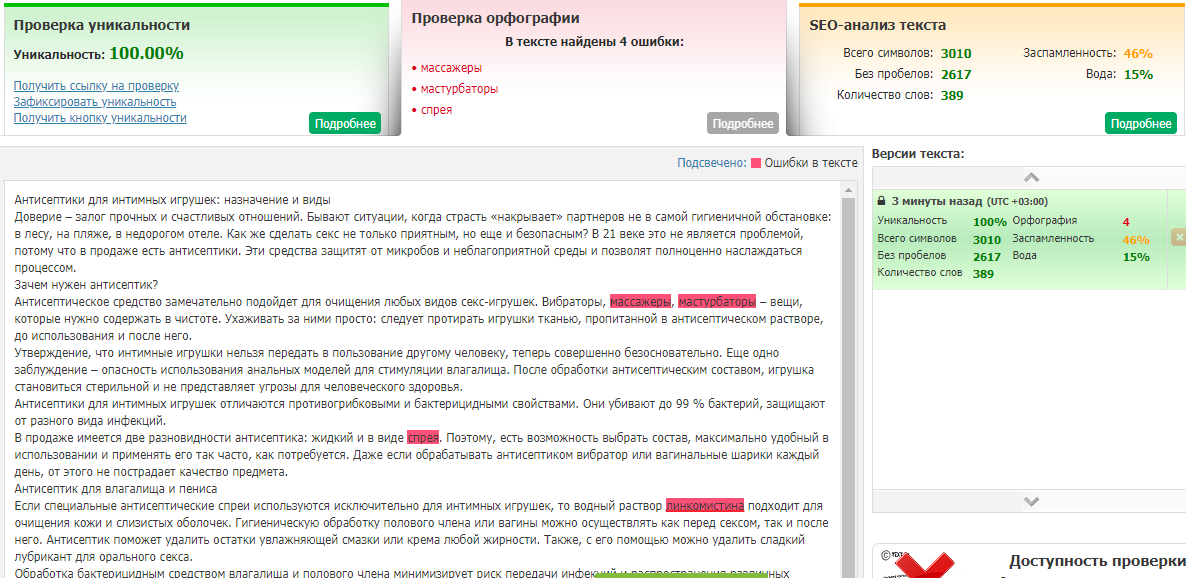 Проверка уникальности
Уникальность: 100.00%
Получить ссылку на проверку
Зафиксировать уникальность
Получить кнопку уникальности
Подробнее
Проверка орфографии
В тексте найдены 4 ошибки:
• массажеры
• мастурбаторы
• спрея
Подробнее
SEO-анализ текста
Всего символов: 3010 Заспамленность: 46%
Без пробелов: 2617 Вода: 15%
Количество слов: 389
Подробнее
Подсвечено: Ошибки в тексте
Антисептики для интимных игрушек: назначение и виды
Доверие – залог прочных и счастливых отношений. Бывают ситуации, когда страсть «накрывает» партнеров не в самой гигиеничной обстановке:
в лесу, на пляже, в недорогом отеле. Как же сделать секс не только приятным, но еще и безопасным? В 21 веке это не является проблемой,
потому что в продаже есть антисептики. Эти средства защитят от микробов и неблагоприятной среды и позволят полноценно наслаждаться
процессом.
Зачем нужен антисептик?
Антисептическое средство замечательно подойдет для очищения любых видов секс-игрушек. Вибраторы, массажеры, мастурбаторы – вещи,
которые нужно содержать в чистоте. Ухаживать за ними просто: следует протирать игрушки тканью, пропитанной в антисептическом растворе,
до использования и после него.
Утверждение, что интимные игрушки нельзя передать в пользование другому человеку, теперь совершенно безосновательно. Еще одно
заблуждение – опасность использования анальных моделей для стимуляции влагалища. После обработки антисептическим составом, игрушка
становиться стерильной и не представляет угрозы для человеческого здоровья.
Антисептики для интимных игрушек отличаются противогрибковыми и бактерицидными свойствами. Они убивают до 99 % бактерий, защищают
от разного вида инфекций.
В продаже имеется две разновидности антисептика: жидкий и в виде спрея. Поэтому, есть возможность выбрать состав, максимально удобный в
использовании и применять его так часто, как потребуется. Даже если обрабатывать антисептиком вибратор или вагинальные шарики каждый
день, от этого не пострадает качество предмета.
Антисептик для влагалища и пениса
Если специальные антисептические спреи используются исключительно для интимных игрушек, то водный раствор линкомистина подходит для
очищения кожи и слизистых оболочек. Гигиеническую обработку полового члена или вагины можно осуществлять как перед сексом, так и после
него. Антисептик поможет удалить остатки увлажняющей смазки или крема любой жирности. Также, с его помощью можно удалить сладкий
лубрикант для орального секса.
Обработка бактерицидным средством влагалища и полового члена минимизирует риск передачи инфекций и распространения различных
Версии текста:
3 минуты назад (UTC +03:00)
Уникальность 100% Орфография 4
Всего символов 3010 Заспамленность 46%
Без пробелов 2617 Вода 15%
Количество слов 389
Доступность проверки